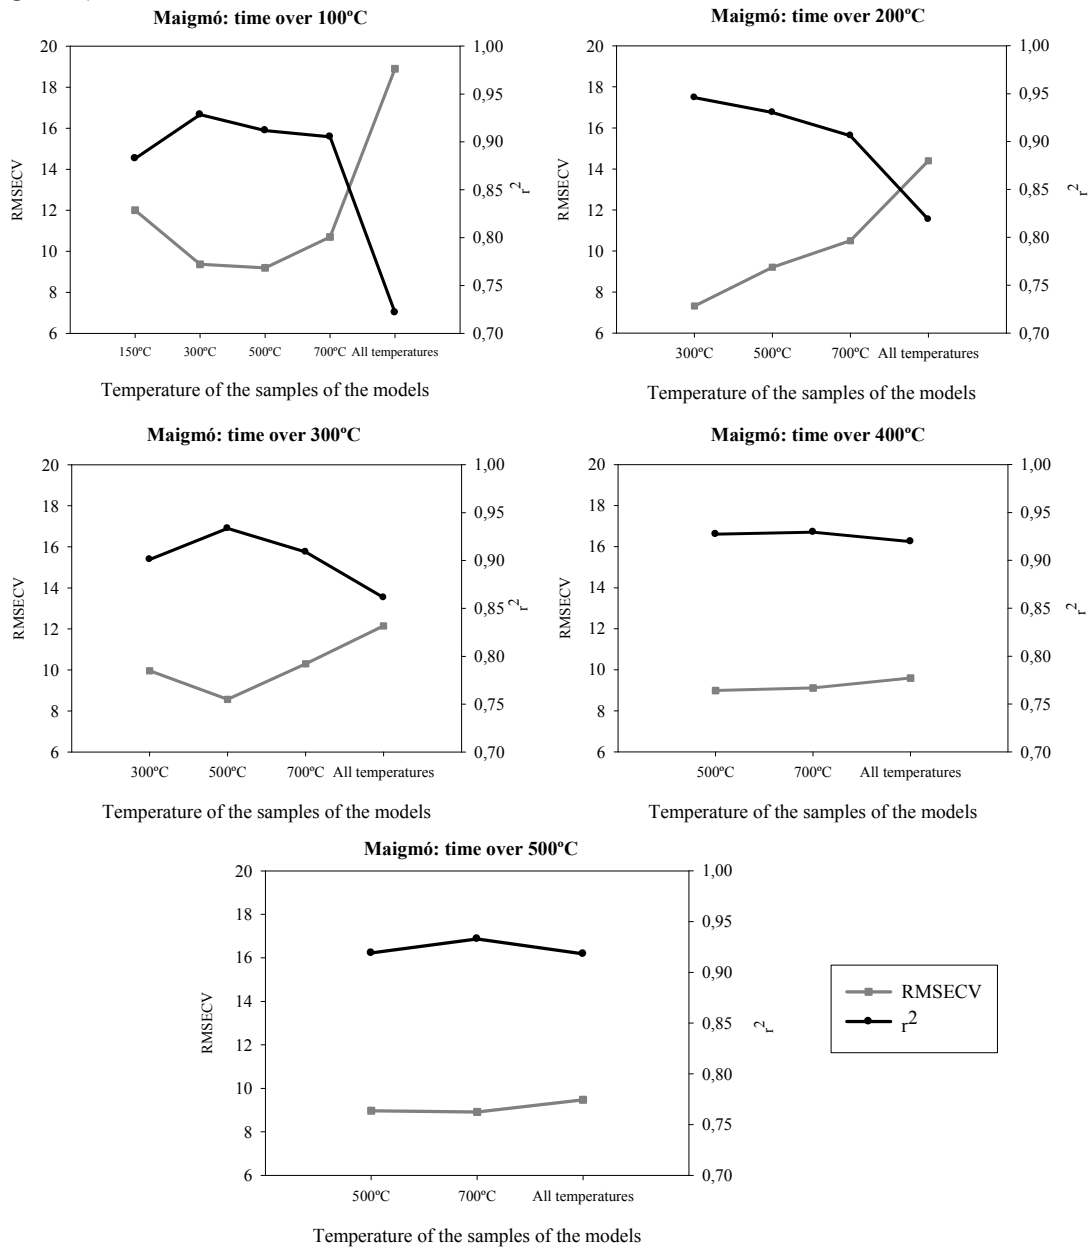 Maigmó: time over 100ºC
20
18
16
14
12
10
8
6
RMSECV
1,00
0,95
0,90
0,85
0,80
0,75
0,70
r2
150ºC 300ºC 500ºC 700ºC All temperatures
Temperature of the samples of the models
Maigmó: time over 200ºC
20
18
16
14
12
10
8
6
RMSECV
1,00
0,95
0,90
0,85
0,80
0,75
0,70
r2
300ºC 500ºC 700ºC All temperatures
Temperature of the samples of the models
Maigmó: time over 300ºC
20
18
16
14
12
10
8
6
RMSECV
1,00
0,95
0,90
0,85
0,80
0,75
0,70
r2
300ºC 500ºC 700ºC All temperatures
Temperature of the samples of the models
Maigmó: time over 400ºC
20
18
16
14
12
10
8
6
RMSECV
1,00
0,95
0,90
0,85
0,80
0,75
0,70
r2
500ºC 700ºC All temperatures
Temperature of the samples of the models
Maigmó: time over 500ºC
20
18
16
14
12
10
8
6
RMSECV
1,00
0,95
0,90
0,85
0,80
0,75
0,70
r2
500ºC 700ºC All temperatures
Temperature of the samples of the models
RMSECV
r2